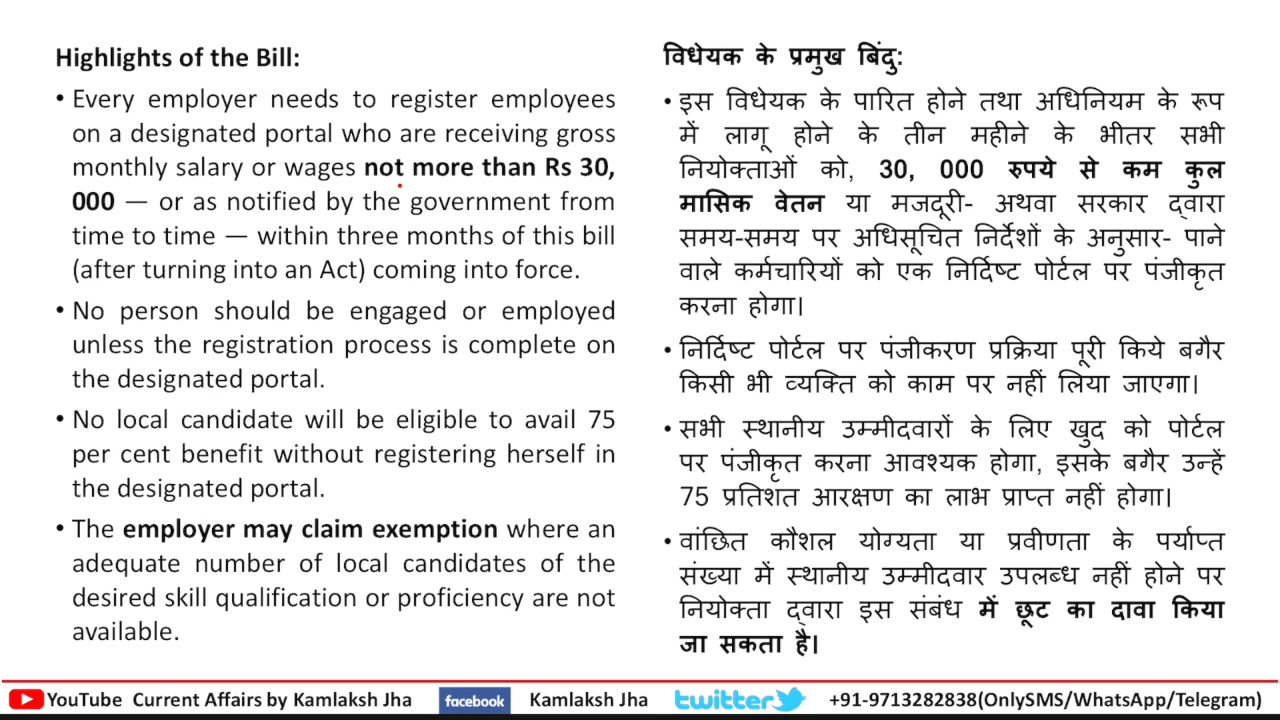 Highlights of the Bill:
• Every employer needs to register employees
on a designated portal who are receiving gross
monthly salary or wages not more than Rs 30,
000 — or as notified by the government from
time to time — within three months of this bill
(after turning into an Act) coming into force.
• No person should be engaged or employed
unless the registration process is complete on
the designated portal.
• No local candidate will be eligible to avail 75
per cent benefit without registering herself in
the designated portal.
• The employer may claim exemption where an
adequate number of local candidates of the
desired skill qualification or proficiency are not
available.
विधेयक के प्रमुख बिंदु:
• इस विधेयक के पारित होने तथा अधिनियम के रूप
में लागू होने के तीन महीने के भीतर सभी
नियोक्ताओं को, 30, 000 रुपये से कम कुल
मासिक वेतन या मजदूरी- अथवा सरकार द्वारा
समय-समय पर अधिसूचित निर्देशों के अनुसार- पाने
वाले कर्मचारियों को एक निर्दिष्ट पोर्टल पर पंजीकृत
करना होगा।
• निर्दिष्ट पोर्टल पर पंजीकरण प्रक्रिया पूरी किये बगैर
किसी भी व्यक्ति को काम पर नहीं लिया जाएगा।
• सभी स्थानीय उम्मीदवारों के लिए खुद को पोर्टल
पर पंजीकृत करना आवश्यक होगा, इसके बगैर उन्हें
75 प्रतिशत आरक्षण का लाभ प्राप्त नहीं होगा।
• वांछित कौशल योग्यता या प्रवीणता के पर्याप्त
संख्या में स्थानीय उम्मीदवार उपलब्ध नहीं होने पर
नियोक्ता द्वारा इस संबंध में छूट का दावा किया
जा सकता है।
YouTube Current Affairs by Kamlaksh Jha facebook Kamlaksh Jha twitter +91-9713282838(OnlySMS/WhatsApp/Telegram)